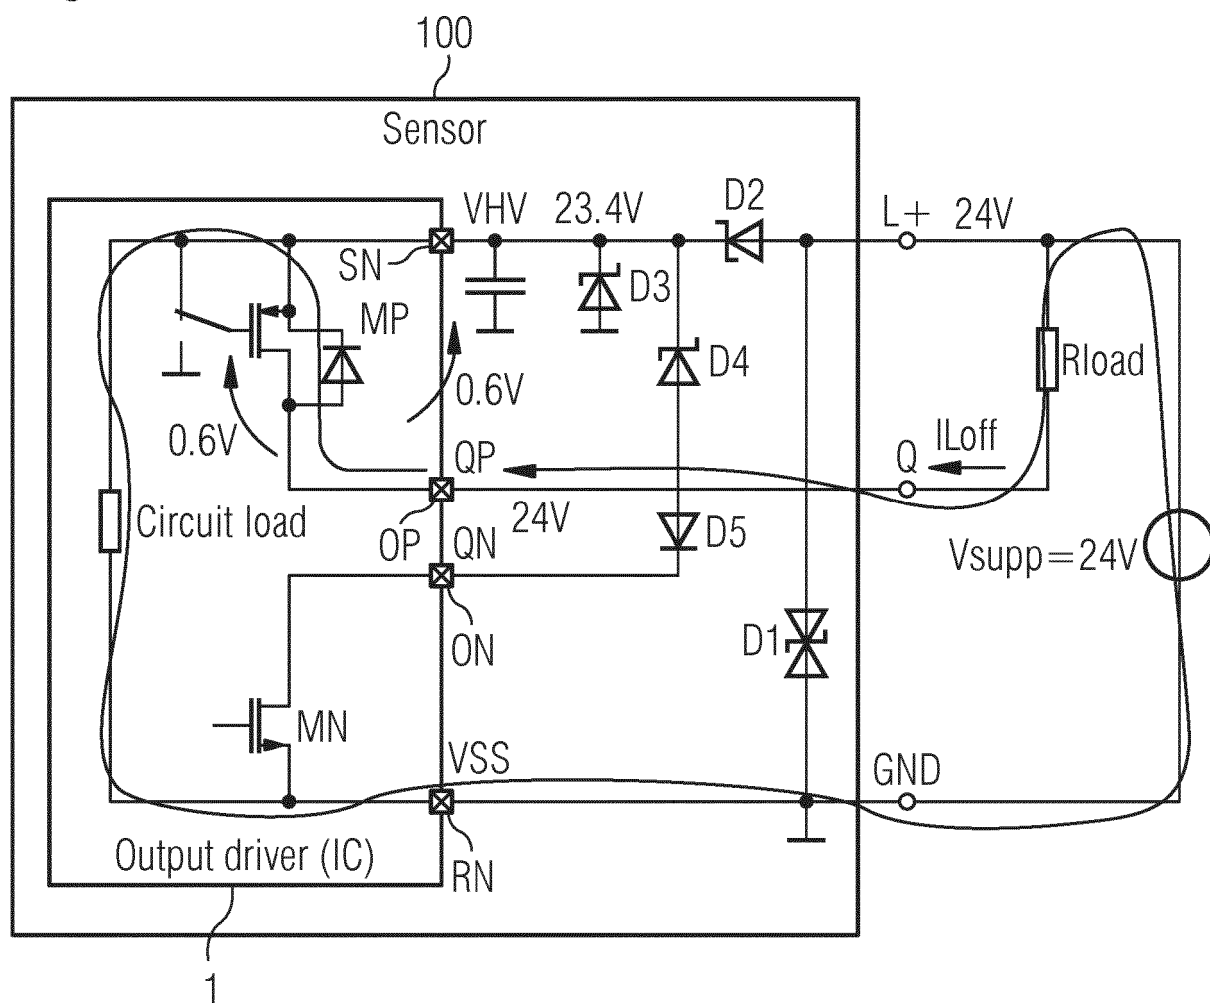 100
Sensor
VHV 23.4V
D2
L+ 24V
SN
MP
D3
D4
Rload
0.6V
0.6V
QP
Q
ILoff
Circuit load
OP
24V
QN
D5
Vsupp=24V
ON
D1
MN
VSS
GND
Output driver (IC)
RN
1